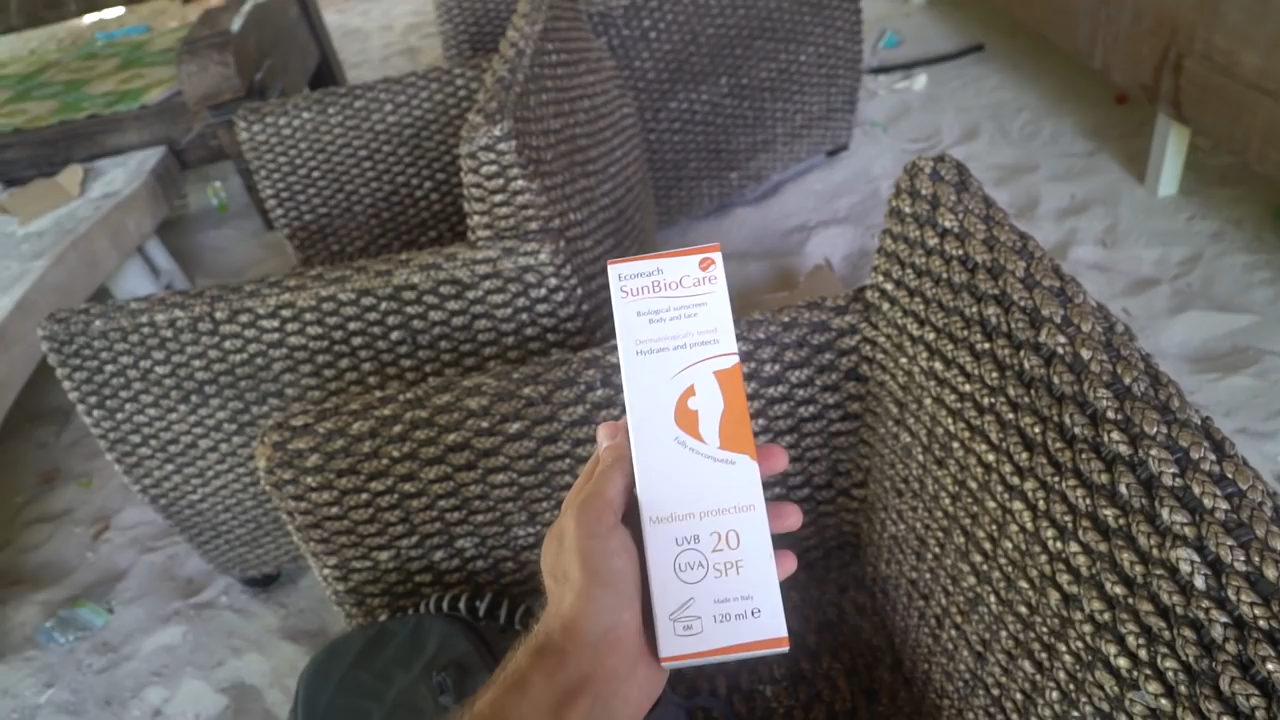 Ecoreach
SunBioCare
Biological sunscreen
Body and face
Dermatologically tested
Hydrates and protects
Fully eco-compatible
Medium protection
UVB 20
UVA SPF
Made in Italy
120 ml e
6M